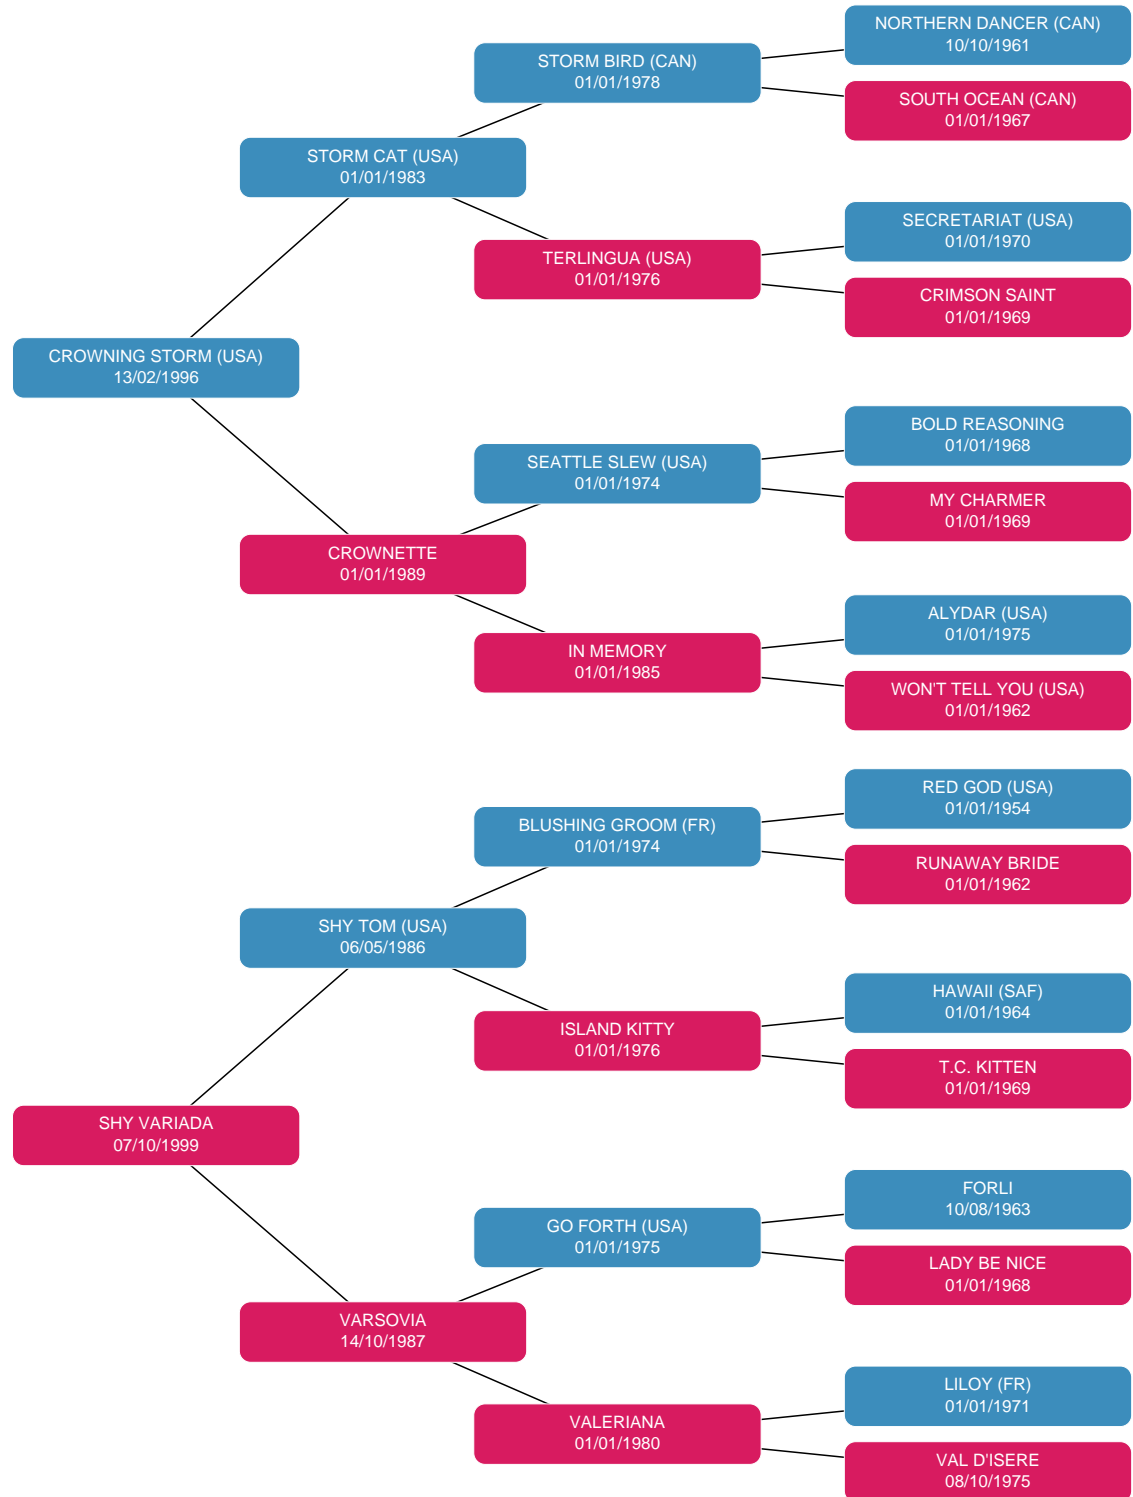 NORTHERN DANCER (CAN)
10/10/1961
STORM BIRD (CAN)
01/01/1978
SOUTH OCEAN (CAN)
01/01/1967
STORM CAT (USA)
01/01/1983
SECRETARIAT (USA)
01/01/1970
TERLINGUA (USA)
01/01/1976
CRIMSON SAINT
01/01/1969
CROWNING STORM (USA)
13/02/1996
BOLD REASONING
01/01/1968
SEATTLE SLEW (USA)
01/01/1974
MY CHARMER
01/01/1969
CROWNETTE
01/01/1989
ALYDAR (USA)
01/01/1975
IN MEMORY
01/01/1985
WON'T TELL YOU (USA)
01/01/1962
RED GOD (USA)
01/01/1954
BLUSHING GROOM (FR)
01/01/1974
RUNAWAY BRIDE
01/01/1962
SHY TOM (USA)
06/05/1986
HAWAII (SAF)
01/01/1964
ISLAND KITTY
01/01/1976
T.C. KITTEN
01/01/1969
SHY VARIADA
07/10/1999
FORLI
10/08/1963
GO FORTH (USA)
01/01/1975
LADY BE NICE
01/01/1968
VARSOVIA
14/10/1987
LILOY (FR)
01/01/1971
VALERIANA
01/01/1980
VAL D'ISERE
08/10/1975